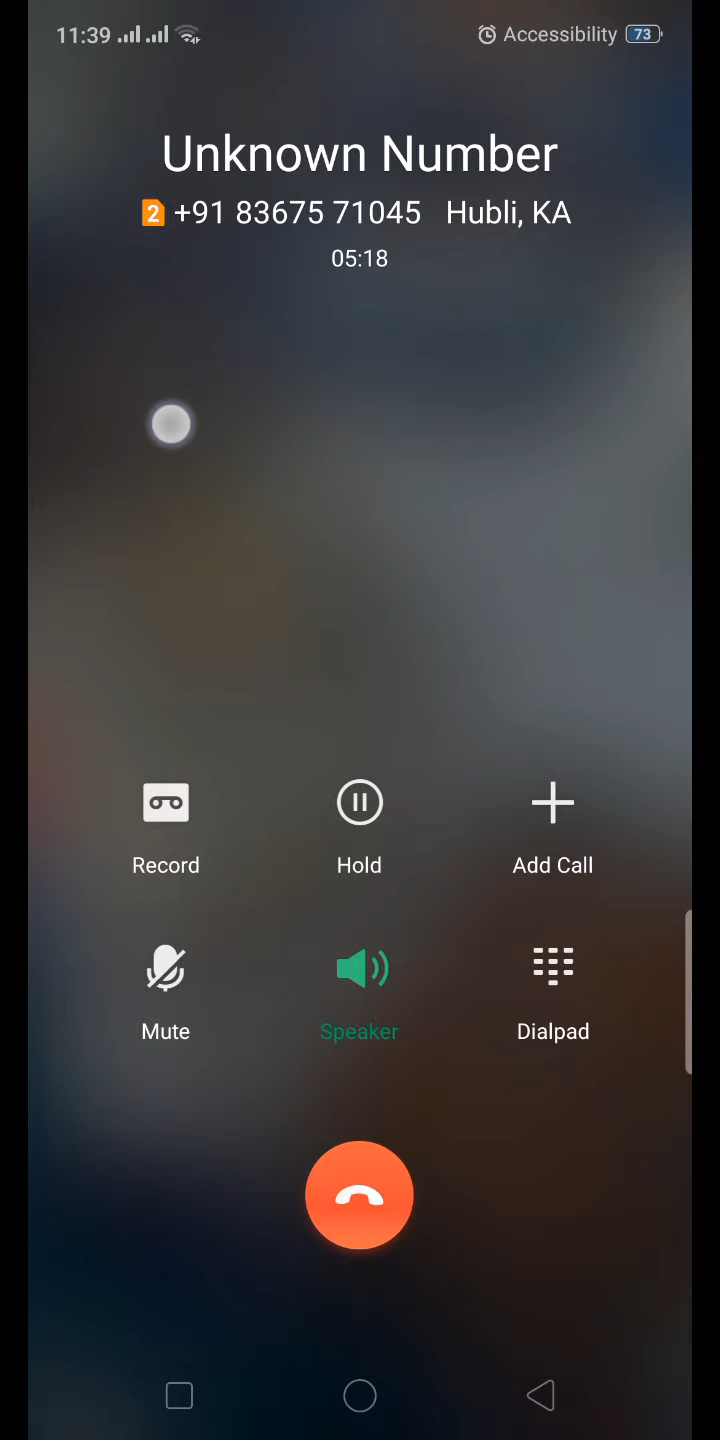 11:39 Accessibility 73
Unknown Number
2 +91 83675 71045 Hubli, KA
05:18
Record Hold Add Call
Mute Speaker Dialpad